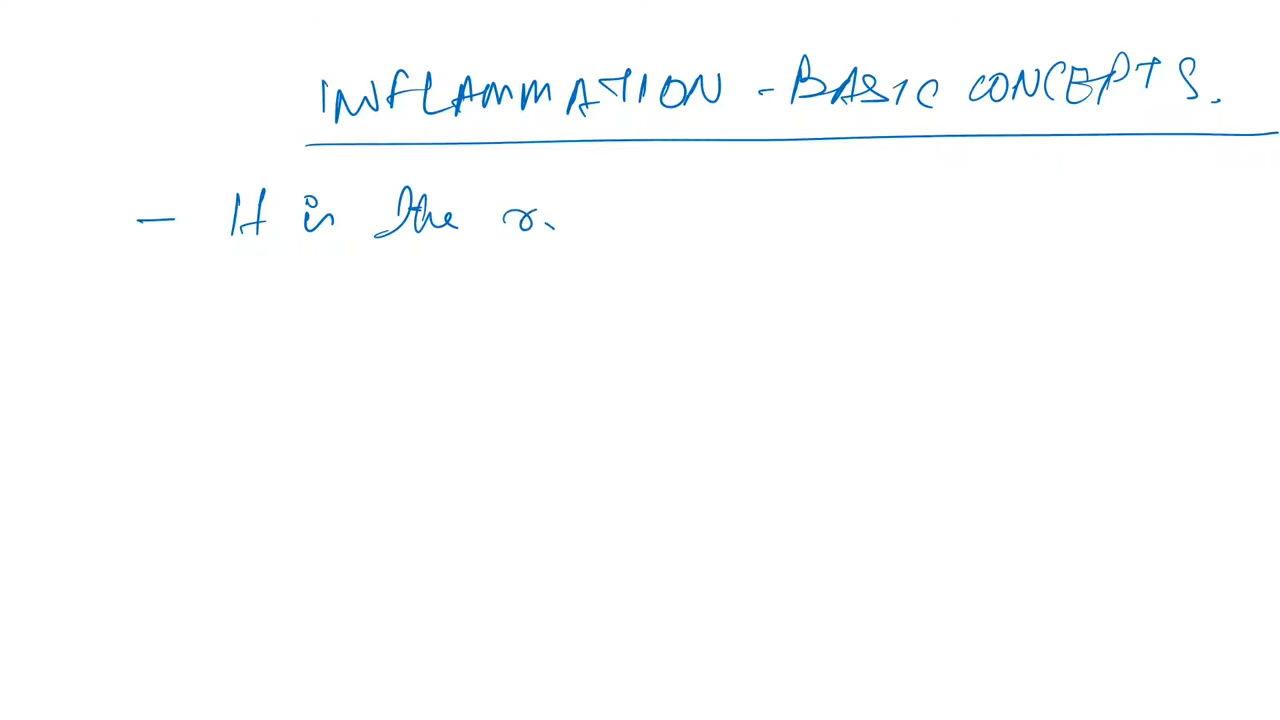 INFLAMMATION - BASIC CONCEPTS.
- It is the r